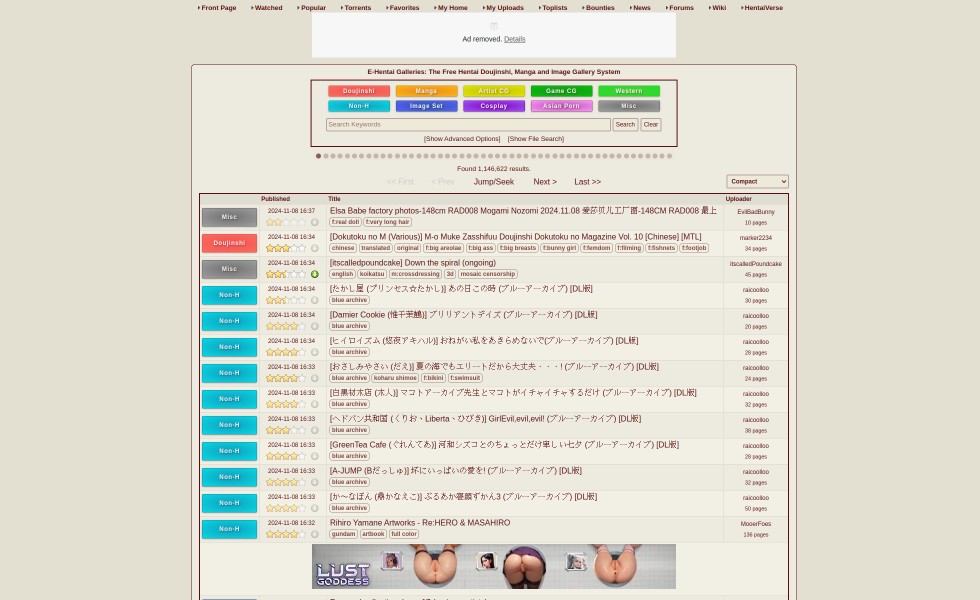 Front Page Watched Popular Torrents Favorites My Home My Uploads Toplists Bounties News Forums Wiki HentaiVerse
Ad removed. Details
E-Hentai Galleries: The Free Hentai Doujinshi, Manga and Image Gallery System
Doujinshi Manga Artist CG Game CG Western
Non-H Image Set Cosplay Asian Porn Misc
Search Keywords Search Clear
[Show Advanced Options] [Show File Search]
Found 1,146,622 results.
<< First < Prev Jump/Seek Next > Last >> Compact
Published Title Uploader
Misc 2024-11-08 16:37 Elsa Babe factory photos-148cm RAD008 Mogami Nozomi 2024.11.08 爱莎贝儿工厂图-148CM RAD008 最上 EvilBadBunny
f:real doll f:very long hair 10 pages
Doujinshi 2024-11-08 16:34 [Dokutoku no M (Various)] M-o Muke Zasshifuu Doujinshi Dokutoku no Magazine Vol. 10 [Chinese] [MTL] marker2234
chinese translated original f:big areolae f:big ass f:big breasts f:bunny girl f:femdom f:filming f:fishnets f:footjob 34 pages
Misc 2024-11-08 16:34 [itscalledpoundcake] Down the spiral (ongoing) itscalledpoundcake
english koikatsu m:crossdressing 3d mosaic censorship 45 pages
Non-H 2024-11-08 16:34 [たかし屋 (プリンセス☆たかし)] あの日この時 (ブルーアーカイブ) [DL版] raicoolloo
blue archive 30 pages
Non-H 2024-11-08 16:34 [Damier Cookie (惟千葉鶴)] ブリリアントデイズ (ブルーアーカイブ) [DL版] raicoolloo
blue archive 20 pages
Non-H 2024-11-08 16:34 [ヒイロイズム (悠夜アキハル)] おねがい私をあきらめないで(ブルーアーカイブ) [DL版] raicoolloo
blue archive 28 pages
Non-H 2024-11-08 16:33 [おさしみやさい (だえ)] 夏の海でもエリートだから大丈夫・・・! (ブルーアーカイブ) [DL版] raicoolloo
blue archive koharu shimoe f:bikini f:swimsuit 24 pages
Non-H 2024-11-08 16:33 [白黒材木店 (木人)] マコトアーカイブ先生とマコトがイチャイチャするだけ (ブルーアーカイブ) [DL版] raicoolloo
blue archive 32 pages
Non-H 2024-11-08 16:33 [ヘドバン共和国 (くりお、Liberta、ひびき)] GirlEvil,evil,evil! (ブルーアーカイブ) [DL版] raicoolloo
blue archive 38 pages
Non-H 2024-11-08 16:33 [GreenTea Cafe (ぐれんてあ)] 河和シズコとのちょっとだけ卑しい七夕 (ブルーアーカイブ) [DL版] raicoolloo
blue archive 28 pages
Non-H 2024-11-08 16:33 [A-JUMP (Bだっしゅ)] 坏にいっぱいの愛を! (ブルーアーカイブ) [DL版] raicoolloo
blue archive 32 pages
Non-H 2024-11-08 16:33 [か〜なぼん (鼎かなえこ)] ぶるあか寝顔ずかん3 (ブルーアーカイブ) [DL版] raicoolloo
blue archive 50 pages
Non-H 2024-11-08 16:32 Rihiro Yamane Artworks - Re:HERO & MASAHIRO MooerFoes
gundam artbook full color 136 pages
LUST
GODDESS